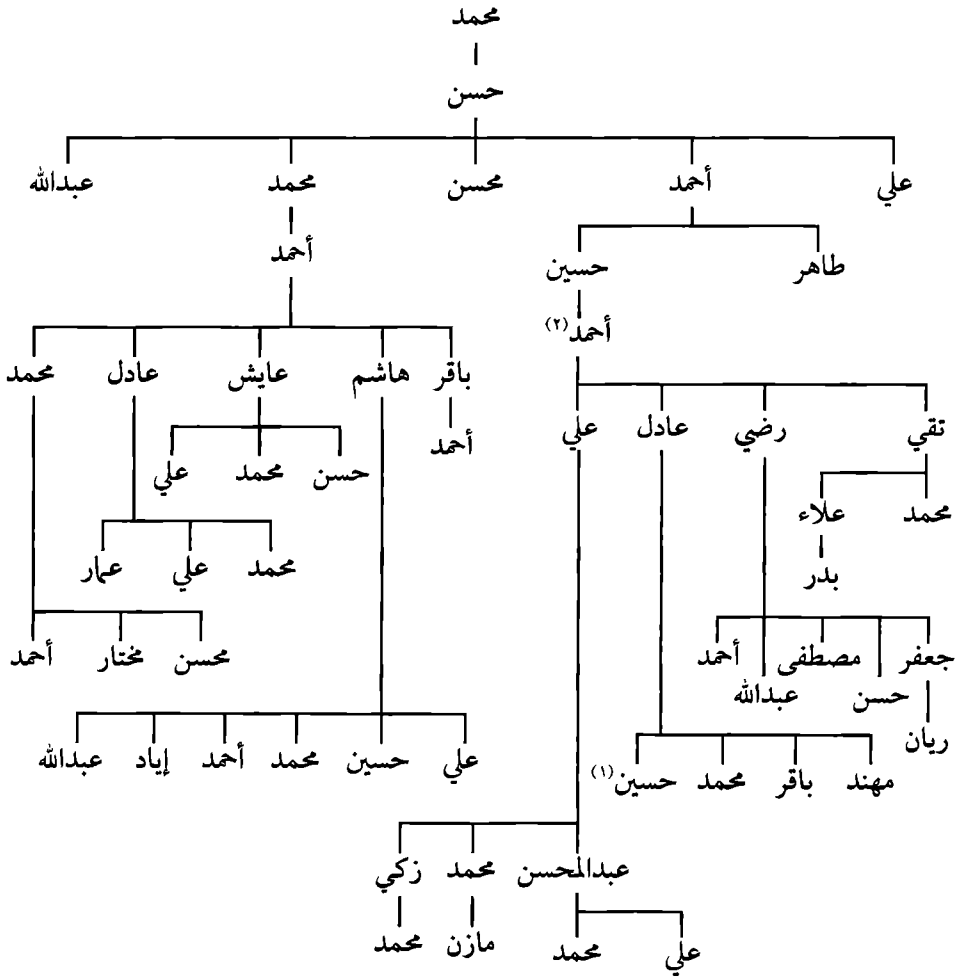 محمد
حسن
علي أحمد محسن محمد عبدالله
طاهر حسين أحمد
أحمد(٢)
باقر هاشم عايش عادل محمد
تقي رضي عادل علي
أحمد
حسن محمد علي
محمد علاء
بدر
محمد علي عمار
محسن مختار أحمد
جعفر مصطفى أحمد
حسن عبدالله
ريان
علي حسين محمد أحمد إياد عبدالله
مهند باقر محمد حسين(١)
عبدالمحسن محمد زكي
علي محمد مازن محمد